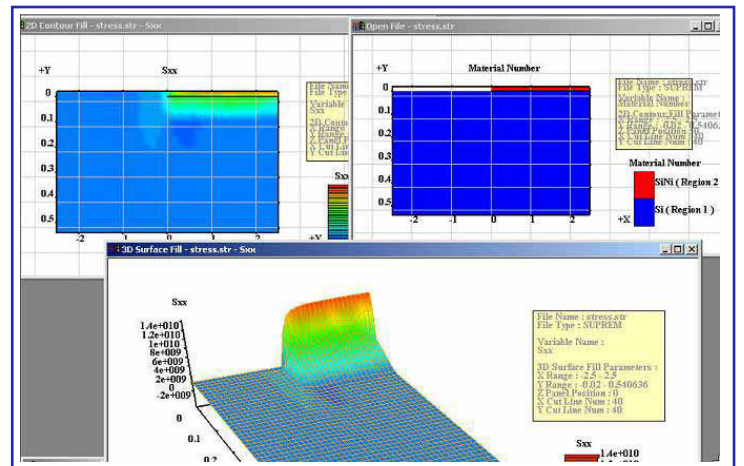 2D Contour Fill - stress.str - Sxx
+Y
Sxx
0
0.1
0.2
0.3
0.4
0.5
-2
-1
0
1
2
+X
File Type
Variable
Sxx
Sxx
Open File - stress.str
+Y
Material Number
0
0.1
0.2
0.3
0.4
0.5
-2
-1
0
1
2
+X
File Name : stress.str
File Type : SUPREM
Variable Name :
Material Number
2D Contour Fill
X Range : -2.5 - 2.5
Y Range : -0.02 - 0.5406
Z Panel Position : 0
X Cut Line Num : 40
Y Cut Line Num : 40
Material Number
SiNi ( Region 2
Si ( Region 1 )
3D Surface Fill - stress.str - Sxx
Sxx
1.4e+010
1.2e+010
1e+010
8e+009
6e+009
4e+009
2e+009
0
-2e+009
0
0.1
0.2
File Name : stress.str
File Type : SUPREM
Variable Name :
Sxx
3D Surface Fill Parameters :
X Range : -2.5 - 2.5
Y Range : -0.02 - 0.540636
Z Panel Position : 0
X Cut Line Num : 40
Y Cut Line Num : 40
Sxx
1.4e+010